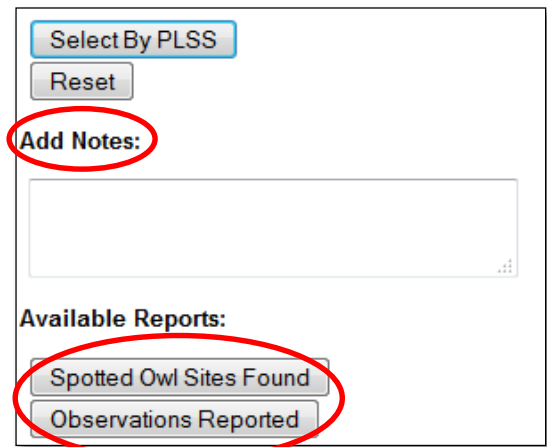 Select By PLSS
Reset
Add Notes:
Available Reports:
Spotted Owl Sites Found
Observations Reported